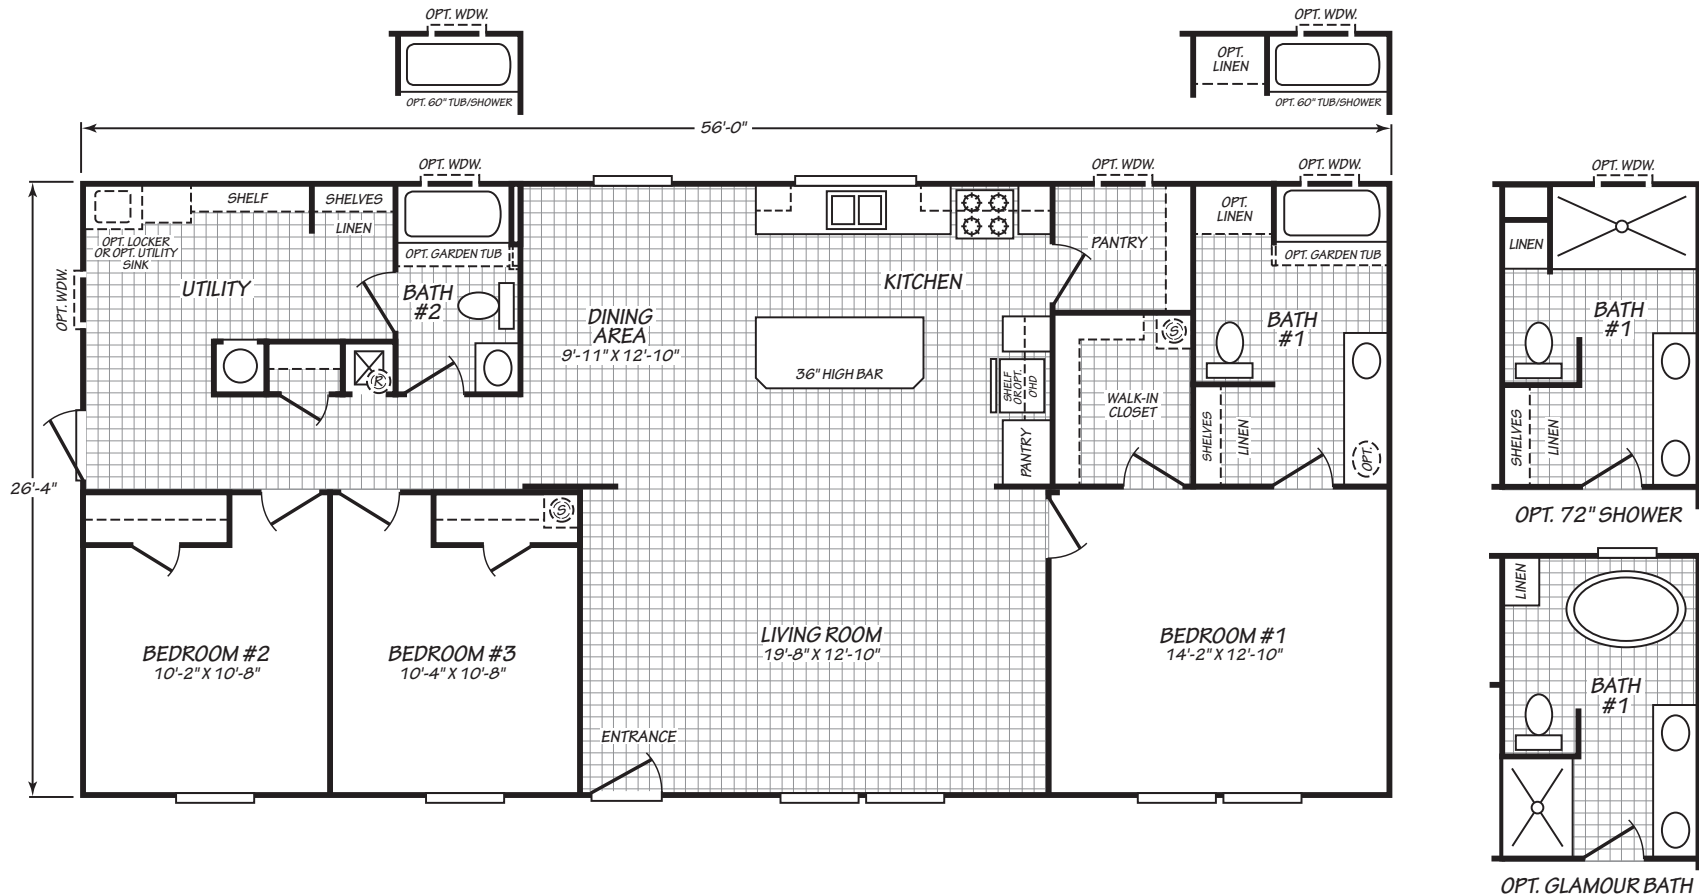 OPT. WDW.
OPT. 60" TUB/SHOWER
OPT. WDW.
OPT.
LINEN
OPT. 60" TUB/SHOWER
56'-0"
26'-4"
OPT. WDW.
OPT. WDW.
OPT. WDW.
SHELF
SHELVES
LINEN
OPT. LOCKER
OR OPT. UTILITY
SINK
OPT. WDW.
UTILITY
OPT. GARDEN TUB
BATH
#2
R
DINING
AREA
9'-11" X 12'-10"
KITCHEN
36" HIGH BAR
SHELF
OR OPT.
OHD
PANTRY
PANTRY
OPT.
LINEN
OPT. GARDEN TUB
BATH
#1
S
WALK-IN
CLOSET
SHELVES
LINEN
OPT.
S
BEDROOM #2
10'-2" X 10'-8"
BEDROOM #3
10'-4" X 10'-8"
LIVING ROOM
19'-8" X 12'-10"
BEDROOM #1
14'-2" X 12'-10"
ENTRANCE
OPT. WDW.
LINEN
BATH
#1
SHELVES
LINEN
OPT. 72" SHOWER
LINEN
BATH
#1
OPT. GLAMOUR BATH